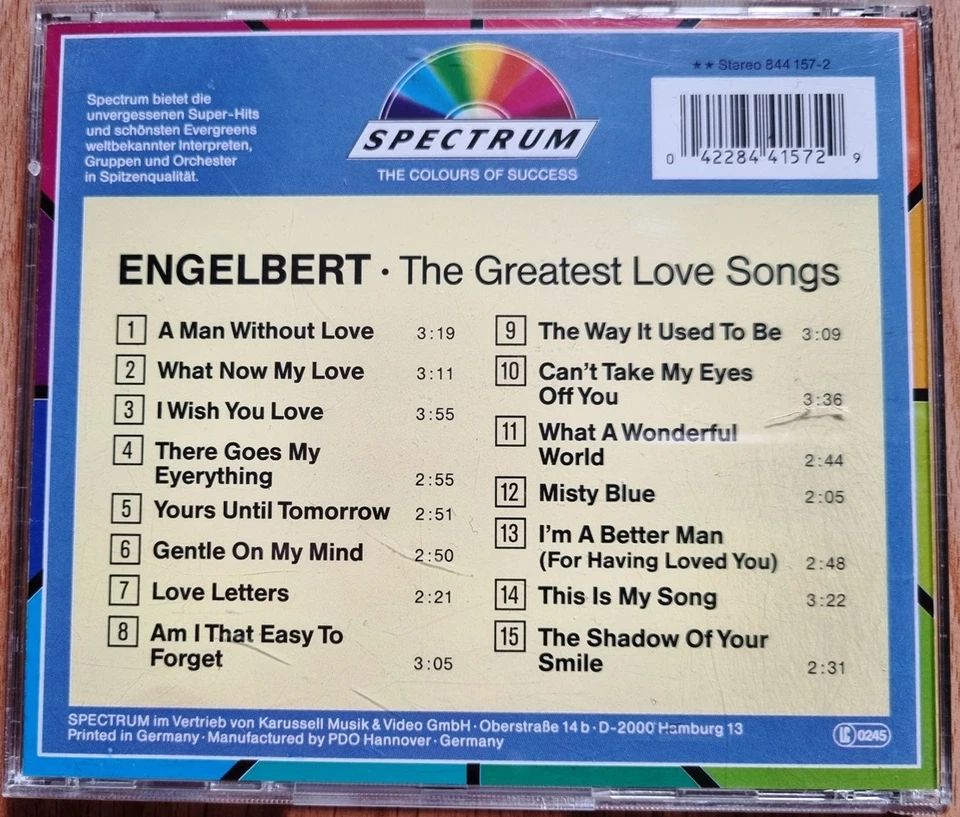 Spectrum bietet die
unvergessenen Super-Hits
und schönsten Evergreens
weltbekannter Interpreten,
Gruppen und Orchester
in Spitzenqualität.
SPECTRUM
THE COLOURS OF SUCCESS
★★ Stereo 844 157-2
0 42284 41572 9
ENGELBERT · The Greatest Love Songs
1 A Man Without Love 3:19
2 What Now My Love 3:11
3 I Wish You Love 3:55
4 There Goes My
Eyerything 2:55
5 Yours Until Tomorrow 2:51
6 Gentle On My Mind 2:50
7 Love Letters 2:21
8 Am I That Easy To
Forget 3:05
9 The Way It Used To Be 3:09
10 Can't Take My Eyes
Off You 3:36
11 What A Wonderful
World 2:44
12 Misty Blue 2:05
13 I'm A Better Man
(For Having Loved You) 2:48
14 This Is My Song 3:22
15 The Shadow Of Your
Smile 2:31
SPECTRUM im Vertrieb von Karussell Musik & Video GmbH · Oberstraße 14 b · D-2000 Hamburg 13
Printed in Germany · Manufactured by PDO Hannover · Germany
LC 0245